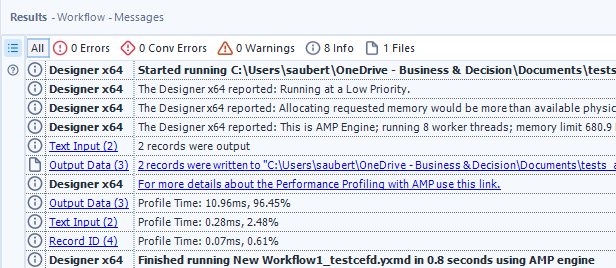 Results - Workflow - Messages
All 0 Errors 0 Conv Errors 0 Warnings 8 Info 1 Files
Designer x64 Started running C:\Users\saubert\OneDrive - Business & Decision\Documents\tests
Designer x64 The Designer x64 reported: Running at a Low Priority.
Designer x64 The Designer x64 reported: Allocating requested memory would be more than available physic
Designer x64 The Designer x64 reported: This is AMP Engine; running 8 worker threads; memory limit 680.9
Text Input (2) 2 records were output
Output Data (3) 2 records were written to "C:\Users\saubert\OneDrive - Business & Decision\Documents\tests_a
Designer x64 For more details about the Performance Profiling with AMP use this link.
Output Data (3) Profile Time: 10.96ms, 96.45%
Text Input (2) Profile Time: 0.28ms, 2.48%
Record ID (4) Profile Time: 0.07ms, 0.61%
Designer x64 Finished running New Workflow1_testcefd.yxmd in 0.8 seconds using AMP engine